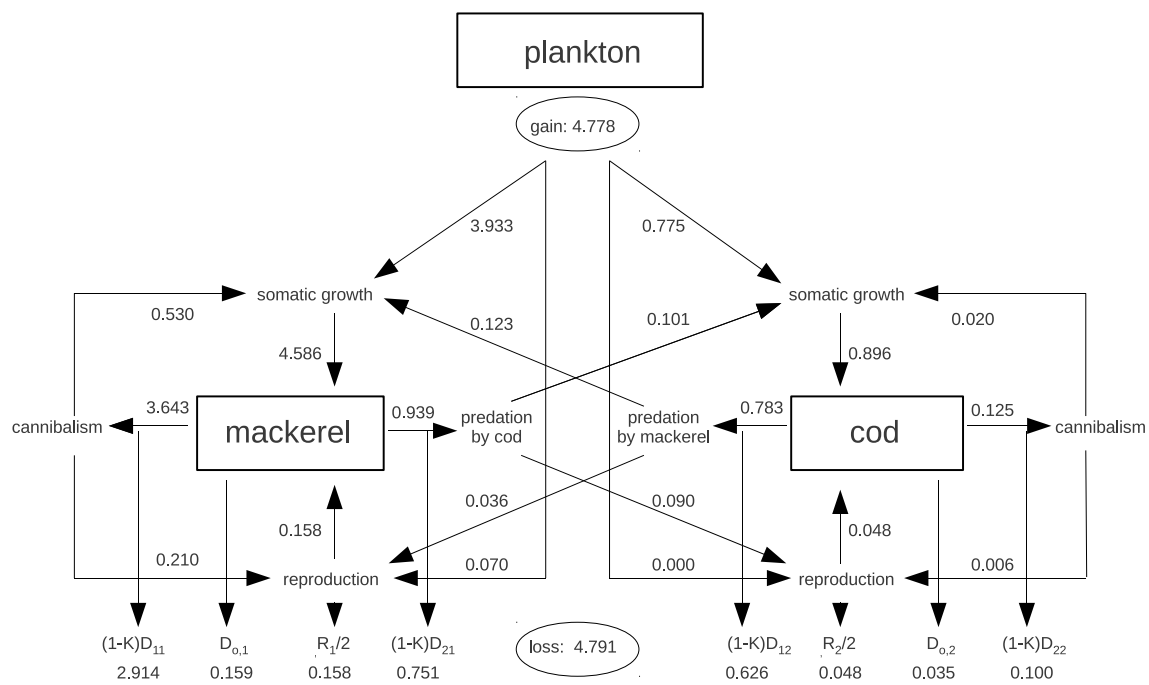 plankton
gain: 4.778
3.933
0.775
somatic growth
somatic growth
0.530
0.123
0.101
0.020
4.586
0.896
cannibalism
3.643
mackerel
0.939
predation
by cod
predation
by mackerel
0.783
cod
0.125
cannibalism
0.036
0.090
0.158
0.048
0.210
reproduction
0.070
0.000
reproduction
0.006
(1-K)D11
Do,1
R1/2
(1-K)D21
loss: 4.791
(1-K)D12
R2/2
Do,2
(1-K)D22
2.914
0.159
0.158
0.751
0.626
0.048
0.035
0.100